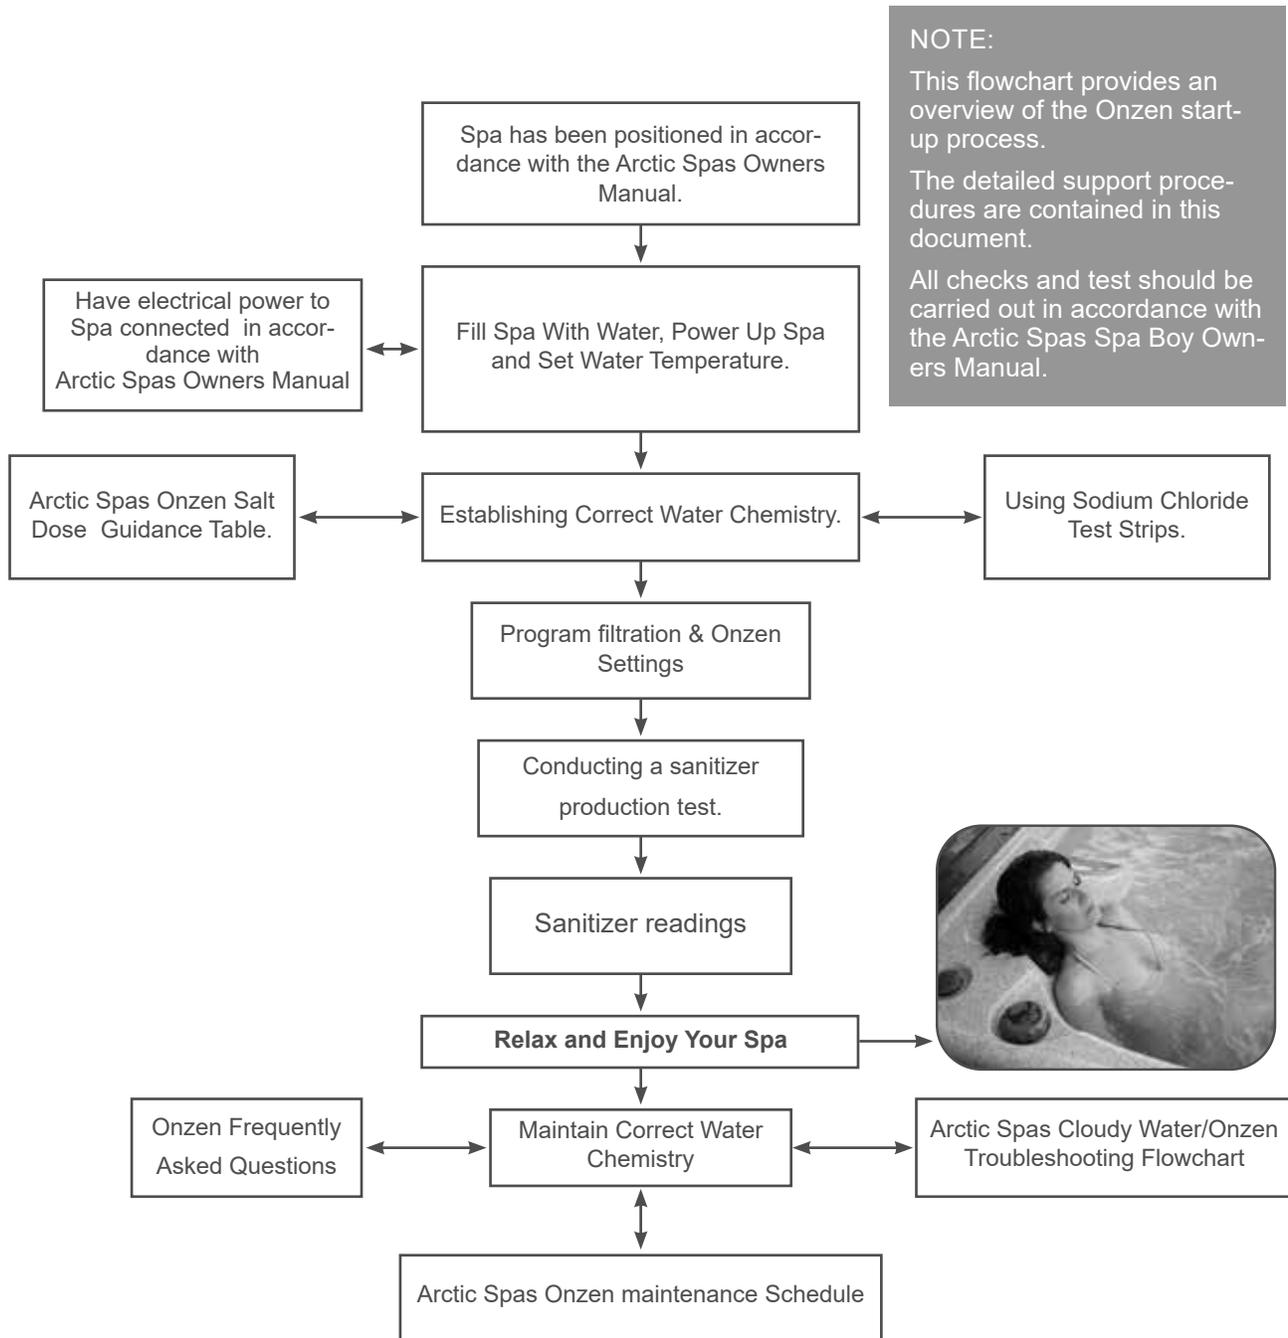 NOTE:
This flowchart provides an
overview of the Onzen start-
up process.
The detailed support proce-
dures are contained in this
document.
All checks and test should be
carried out in accordance with
the Arctic Spas Spa Boy Own-
ers Manual.
Spa has been positioned in accor-
dance with the Arctic Spas Owners
Manual.
Have electrical power to
Spa connected in accor-
dance with
Arctic Spas Owners Manual
Fill Spa With Water, Power Up Spa
and Set Water Temperature.
Arctic Spas Onzen Salt
Dose Guidance Table.
Establishing Correct Water Chemistry.
Using Sodium Chloride
Test Strips.
Program filtration & Onzen
Settings
Conducting a sanitizer
production test.
Sanitizer readings
Relax and Enjoy Your Spa
Onzen Frequently
Asked Questions
Maintain Correct Water
Chemistry
Arctic Spas Cloudy Water/Onzen
Troubleshooting Flowchart
Arctic Spas Onzen maintenance Schedule